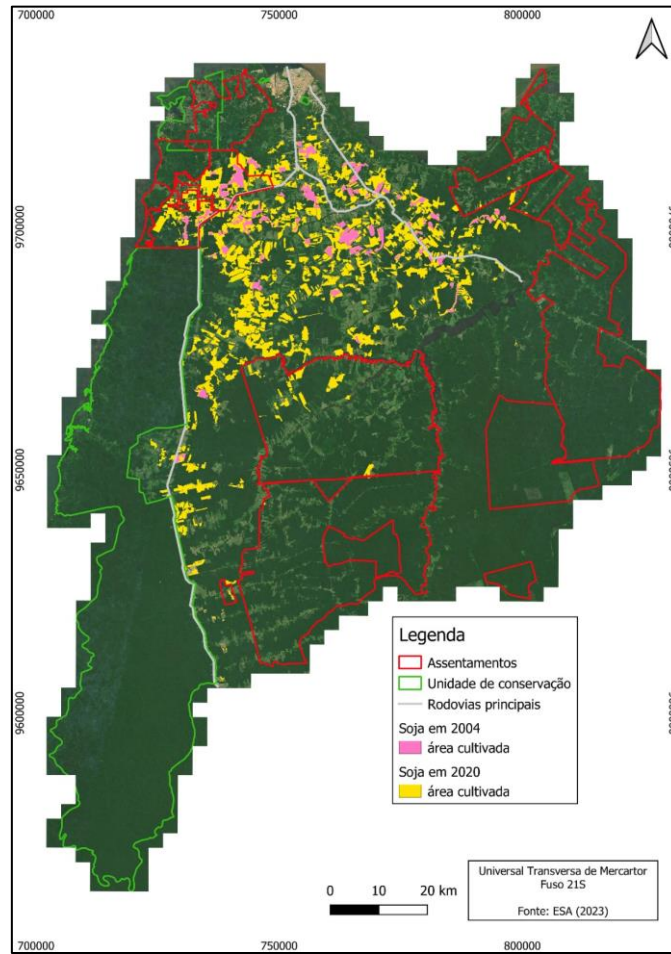 700000 750000 800000
9700000
9650000
9600000
Legenda
Assentamentos
Unidade de conservação
Rodovias principais
Soja em 2004
área cultivada
Soja em 2020
área cultivada
0 10 20 km
Universal Transversa de Mercartor
Fuso 21S
Fonte: ESA (2023)
700000 750000 800000